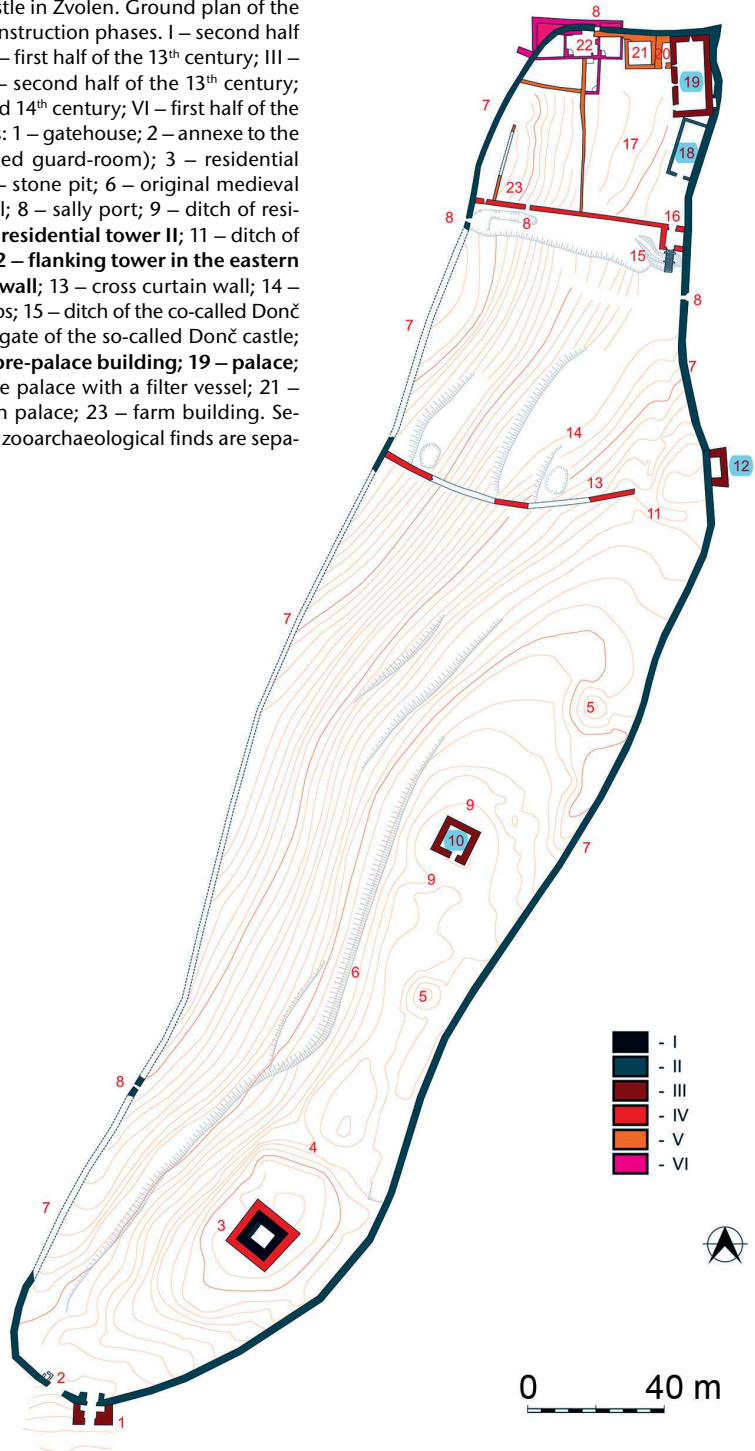 stle in Zvolen. Ground plan of the
onstruction phases. I – second half
– first half of the 13th century; III –
– second half of the 13th century;
d 14th century; VI – first half of the
s: 1 – gatehouse; 2 – annexe to the
ed guard-room); 3 – residential
– stone pit; 6 – original medieval
l; 8 – sally port; 9 – ditch of resi-
residential tower II; 11 – ditch of
2 – flanking tower in the eastern
wall; 13 – cross curtain wall; 14 –
os; 15 – ditch of the co-called Donč
gate of the so-called Donč castle;
pre-palace building; 19 – palace;
e palace with a filter vessel; 21 –
n palace; 23 – farm building. Se-
zooarchaeological finds are sepa-
8
22
21
20
19
7
17
18
23
8
8
16
15
8
7
7
14
12
13
11
7
5
9
10
7
9
6
5
8
4
7
3
2
1
- I
- II
- III
- IV
- V
- VI
0 40 m